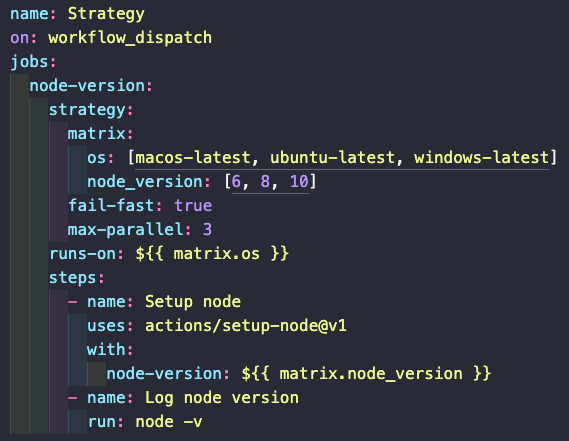 name: Strategy
on: workflow_dispatch
jobs:
  node-version:
    strategy:
      matrix:
        os: [macos-latest, ubuntu-latest, windows-latest]
        node_version: [6, 8, 10]
      fail-fast: true
      max-parallel: 3
    runs-on: ${{ matrix.os }}
    steps:
      - name: Setup node
        uses: actions/setup-node@v1
        with:
          node-version: ${{ matrix.node_version }}
      - name: Log node version
        run: node -v